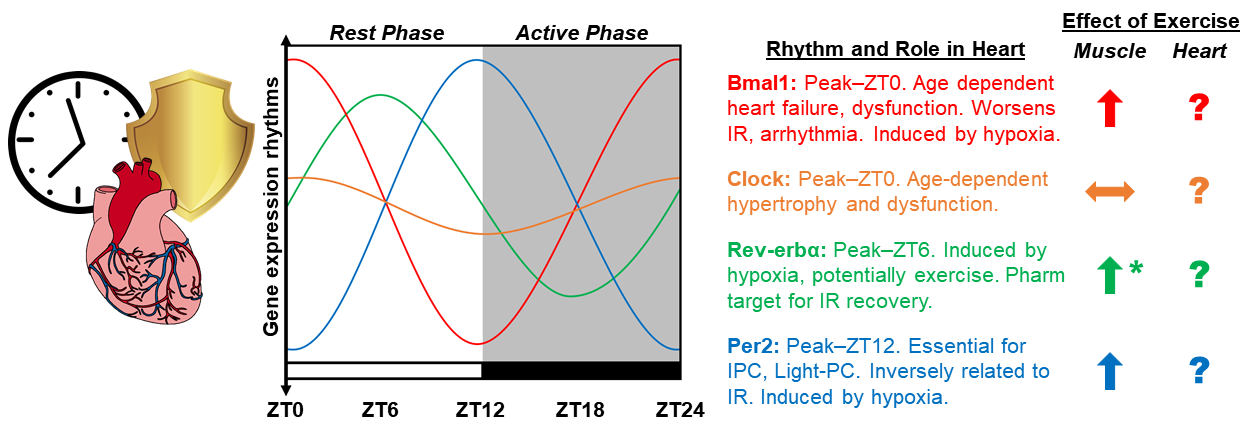 Rest Phase
Active Phase
Gene expression rhythms
ZT0
ZT6
ZT12
ZT18
ZT24
Rhythm and Role in Heart
Effect of Exercise
Muscle
Heart
Bmal1: Peak–ZT0. Age dependent
heart failure, dysfunction. Worsens
IR, arrhythmia. Induced by hypoxia.
?
Clock: Peak–ZT0. Age-dependent
hypertrophy and dysfunction.
?
Rev-erbα: Peak–ZT6. Induced by
hypoxia, potentially exercise. Pharm
target for IR recovery.
*
?
Per2: Peak–ZT12. Essential for
IPC, Light-PC. Inversely related to
IR. Induced by hypoxia.
?